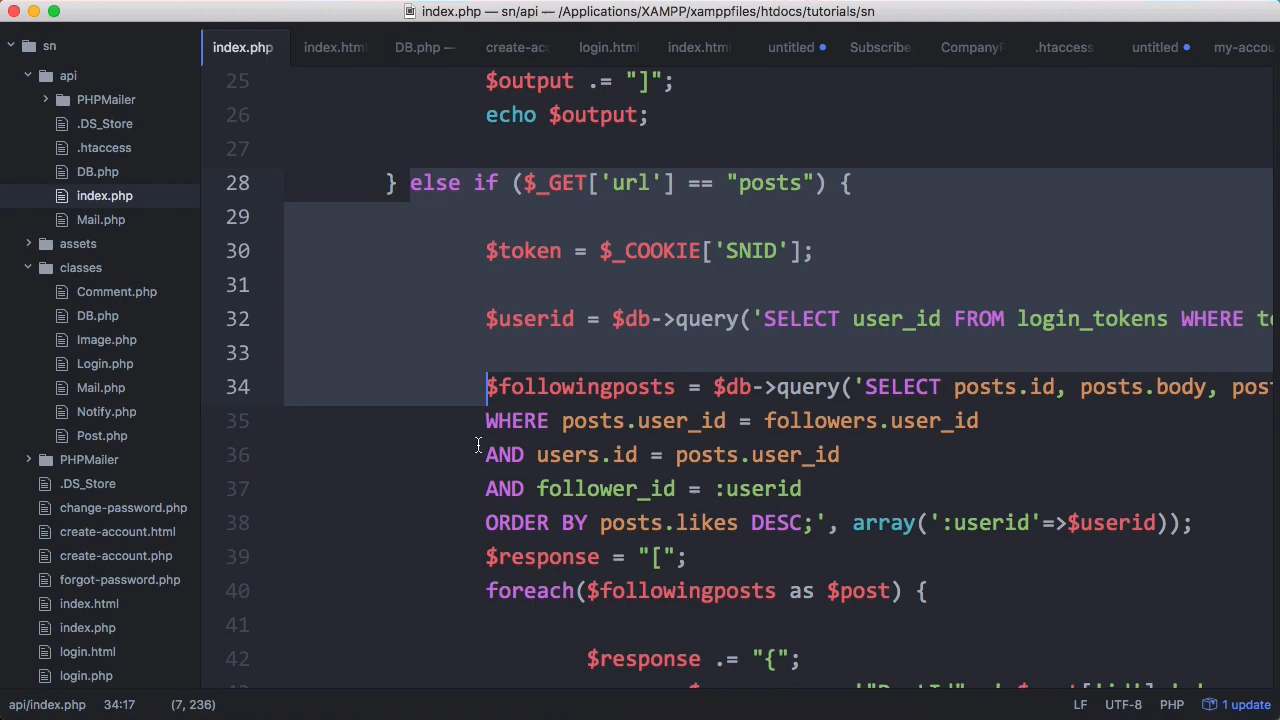 index.php — sn/api — /Applications/XAMPP/xamppfiles/htdocs/tutorials/sn
sn
api
PHPMailer
.DS_Store
.htaccess
DB.php
index.php
Mail.php
assets
classes
Comment.php
DB.php
Image.php
Login.php
Mail.php
Notify.php
Post.php
PHPMailer
.DS_Store
change-password.php
create-account.html
create-account.php
forgot-password.php
index.html
index.php
login.html
login.php
index.php index.html DB.php — create-acc login.html index.html untitled Subscribe CompanyP .htaccess untitled my-accou
25 $output .= "]";
26 echo $output;
27
28 } else if ($_GET['url'] == "posts") {
29
30 $token = $_COOKIE['SNID'];
31
32 $userid = $db->query('SELECT user_id FROM login_tokens WHERE to
33
34 $followingposts = $db->query('SELECT posts.id, posts.body, post
35 WHERE posts.user_id = followers.user_id
36 AND users.id = posts.user_id
37 AND follower_id = :userid
38 ORDER BY posts.likes DESC;', array(':userid'=>$userid));
39 $response = "[";
40 foreach($followingposts as $post) {
41
42 $response .= "{";
api/index.php 34:17 (7, 236) LF UTF-8 PHP 1 update